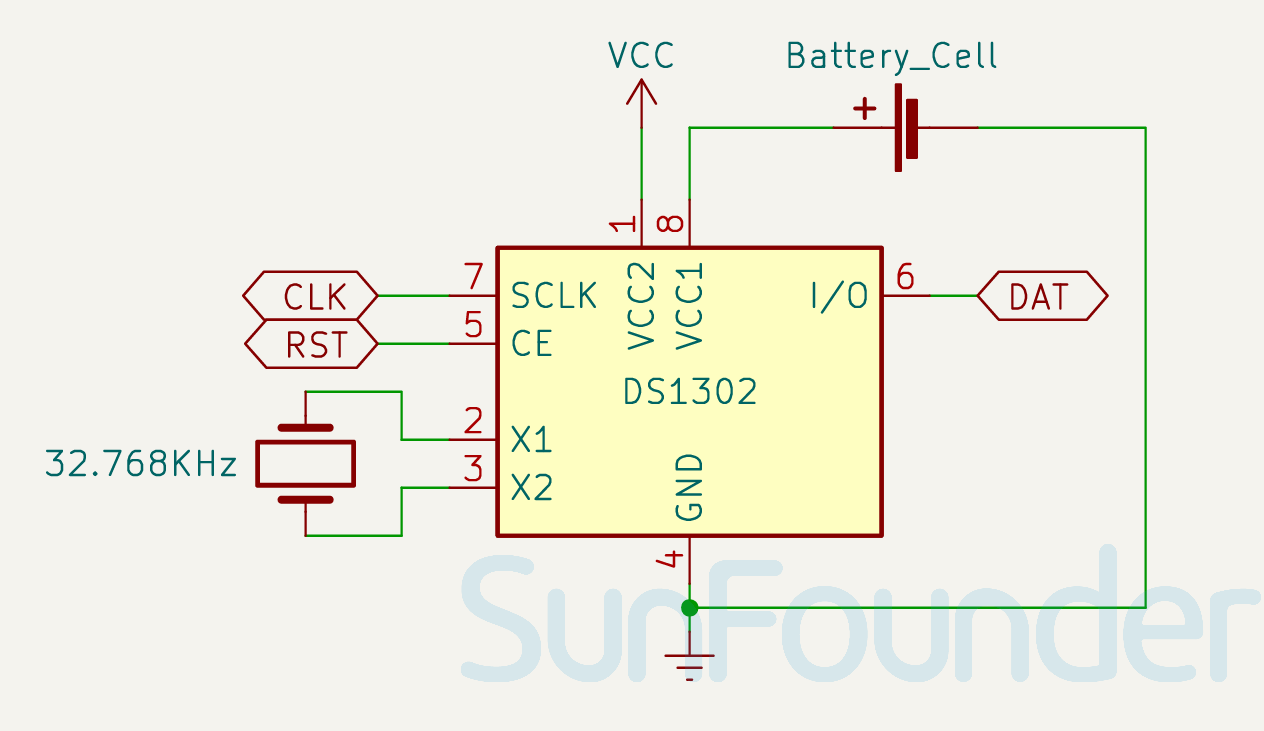 VCC
Battery_Cell
+
1
8
CLK
7
SCLK
VCC2
VCC1
I/O
6
DAT
RST
5
CE
DS1302
2
X1
32.768KHz
3
X2
GND
4
SunFounder